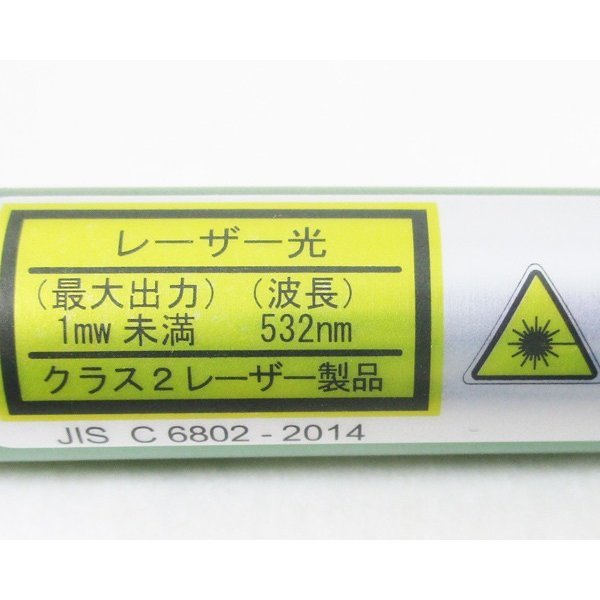 レーザー光
(最大出力) (波長)
1mw 未満 532nm
クラス2レーザー製品
JIS C 6802 - 2014